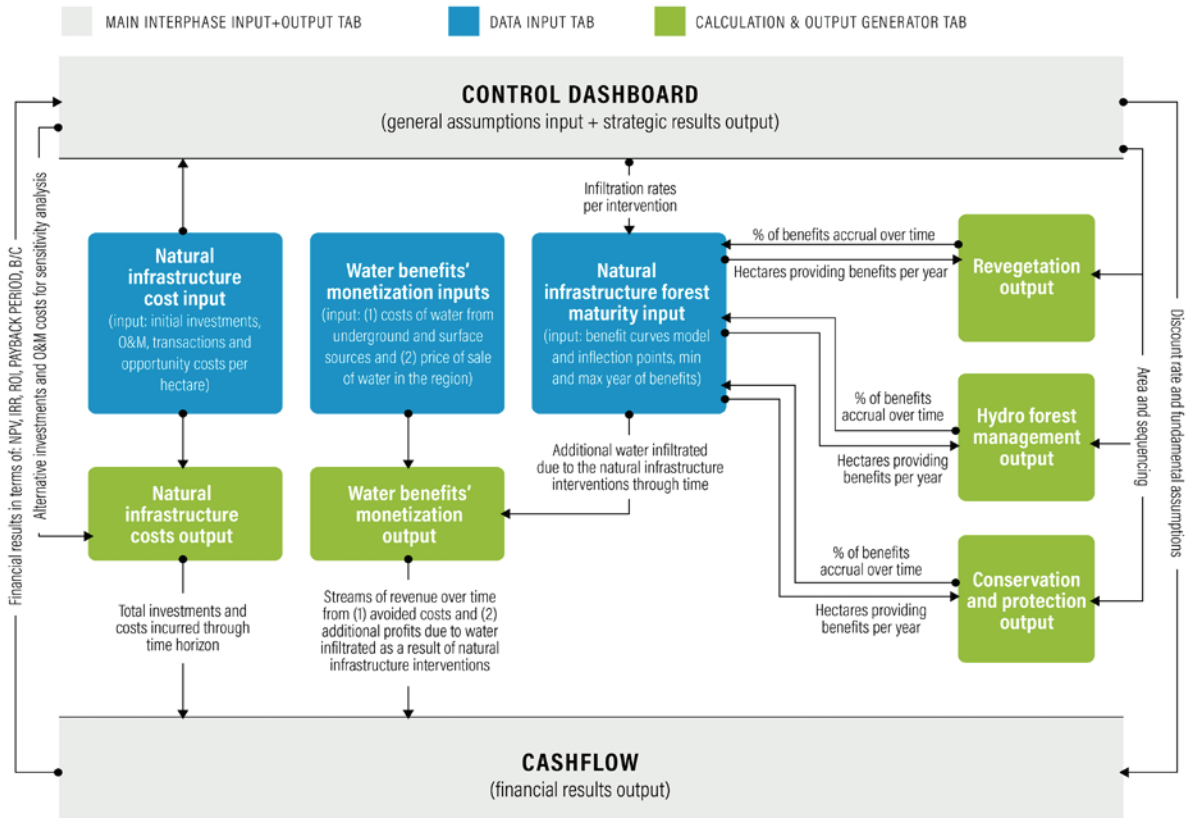 MAIN INTERPHASE INPUT+OUTPUT TAB
DATA INPUT TAB
CALCULATION & OUTPUT GENERATOR TAB
CONTROL DASHBOARD
(general assumptions input + strategic results output)
Financial results in terms of: NPV, IRR, ROI, PAYBACK PERIOD, B/C
Alternative investments and O&M costs for sensitivity analysis
Natural
infrastructure
cost input
(input: initial investments,
O&M, transactions and
opportunity costs per
hectare)
Water benefits'
monetization inputs
(input: (1) costs of water from
underground and surface
sources and (2) price of sale
of water in the region)
Infiltration rates
per intervention
Natural
infrastructure forest
maturity input
(input: benefit curves model
and inflection points, min
and max year of benefits)
% of benefits accrual over time
Hectares providing benefits per year
Revegetation
output
% of benefits
accrual over time
Hectares providing
benefits per year
Hydro forest
management
output
% of benefits
accrual over time
Hectares providing
benefits per year
Conservation
and protection
output
Area and sequencing
Discount rate and fundamental assumptions
Natural
infrastructure
costs output
Water benefits'
monetization
output
Additional water infiltrated
due to the natural infrastructure
interventions through time
Total investments and
costs incurred through
time horizon
Streams of revenue over time
from (1) avoided costs and (2)
additional profits due to water
infiltrated as a result of natural
infrastructure interventions
CASHFLOW
(financial results output)